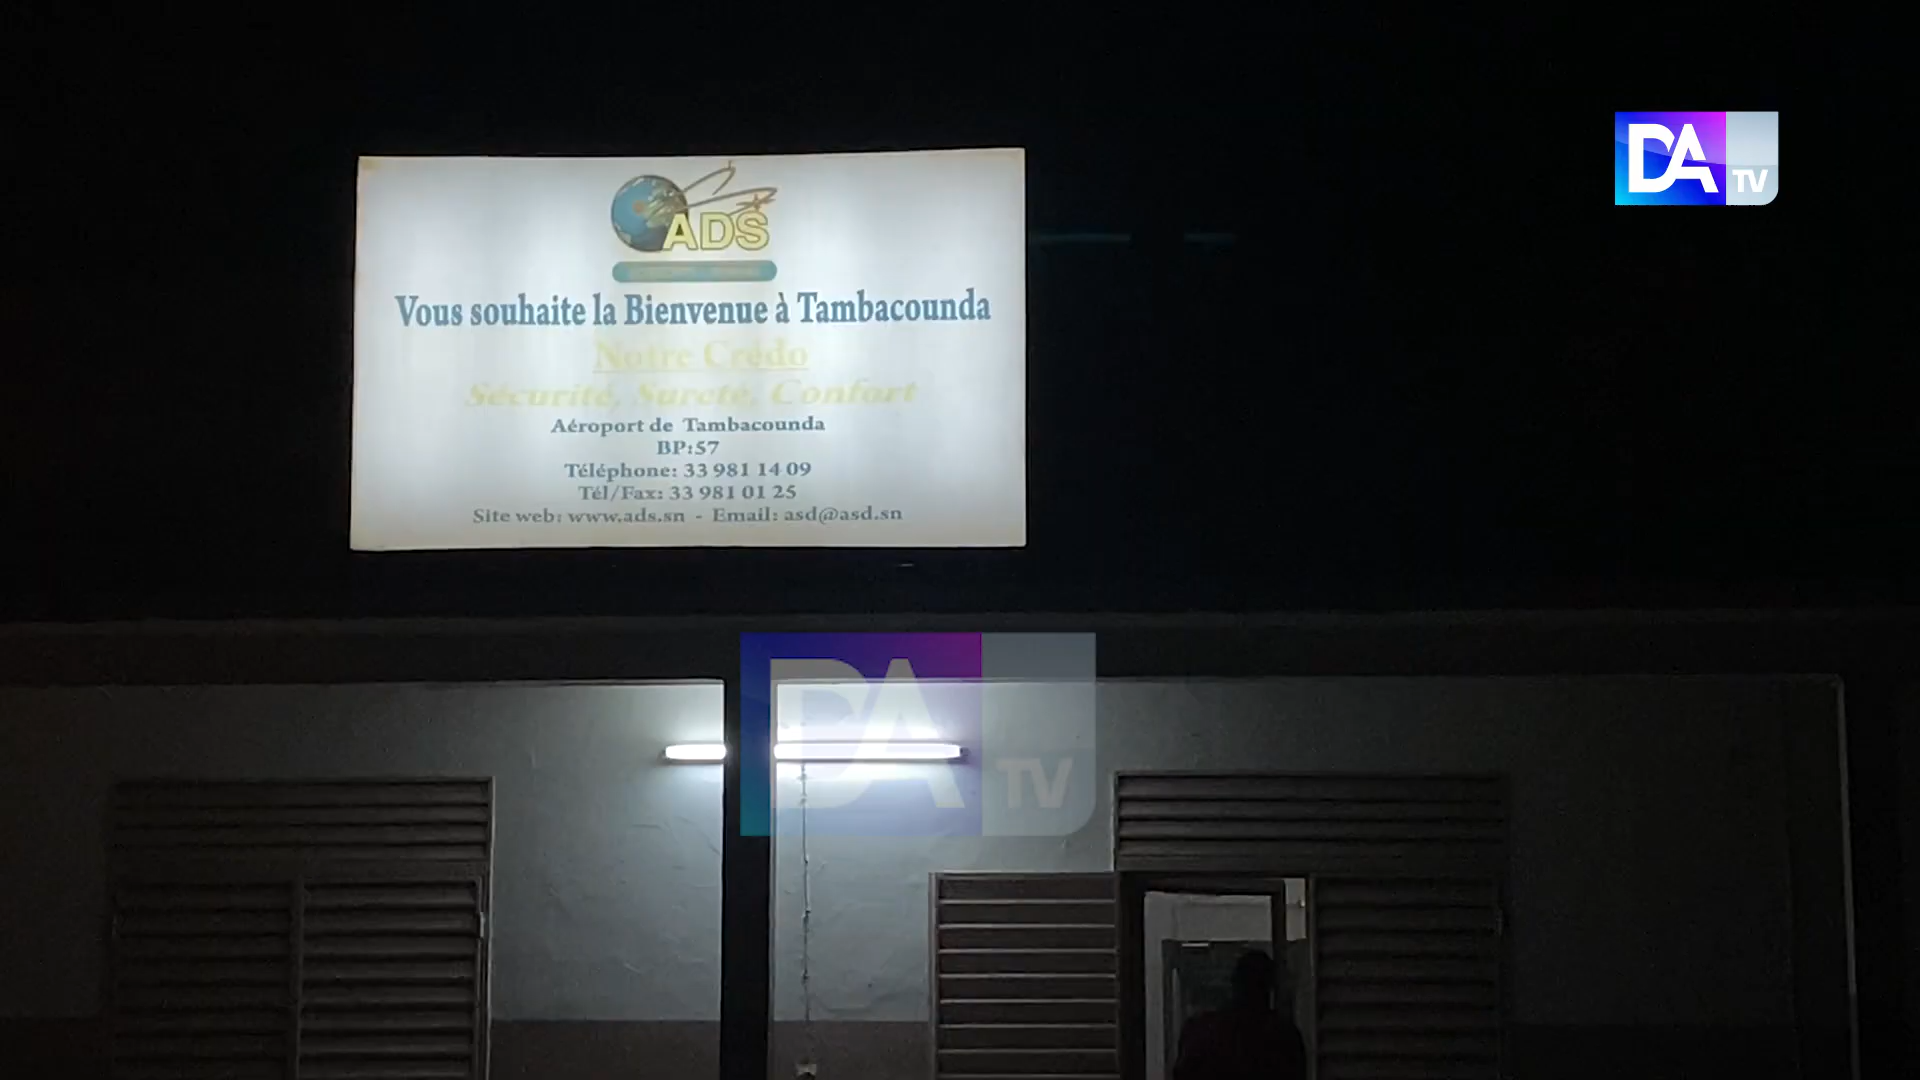 DA TV
ADS
Vous souhaite la Bienvenue à Tambacounda
Notre Crédo
Sécurité, Sureté, Confort
Aéroport de Tambacounda
BP:57
Téléphone: 33 981 14 09
Tél/Fax: 33 981 01 25
Site web: www.ads.sn - Email: asd@asd.sn
DA TV